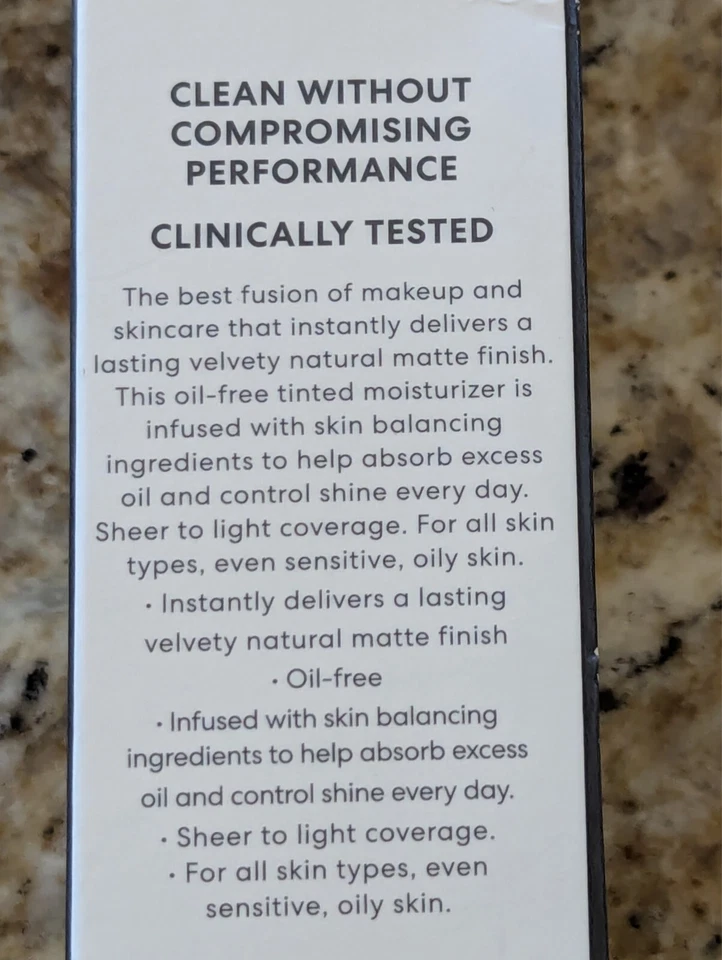 CLEAN WITHOUT
COMPROMISING
PERFORMANCE
CLINICALLY TESTED
The best fusion of makeup and
skincare that instantly delivers a
lasting velvety natural matte finish.
This oil-free tinted moisturizer is
infused with skin balancing
ingredients to help absorb excess
oil and control shine every day.
Sheer to light coverage. For all skin
types, even sensitive, oily skin.
• Instantly delivers a lasting
velvety natural matte finish
• Oil-free
• Infused with skin balancing
ingredients to help absorb excess
oil and control shine every day.
• Sheer to light coverage.
• For all skin types, even
sensitive, oily skin.